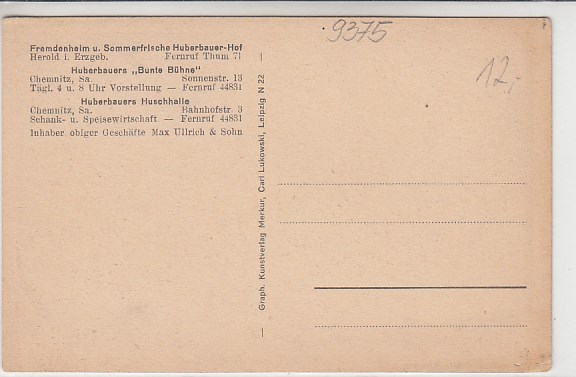 Fremdenheim u. Sommerfrische Huberbauer-Hof
Herold i. Erzgeb. Fernruf Thum 71
Huberbauers „Bunte Bühne"
Chemnitz, Sa. Sonnenstr. 13
Tägl. 4 u. 8 Uhr Vorstellung — Fernruf 44831
Huberbauers Huschhalle
Chemnitz, Sa. Bahnhofstr. 3
Schank- u. Speisewirtschaft — Fernruf 44831
Inhaber obiger Geschäfte Max Ullrich & Sohn
Graph. Kunstverlag Merkur, Carl Lukowski, Leipzig N 22
9375
12,-